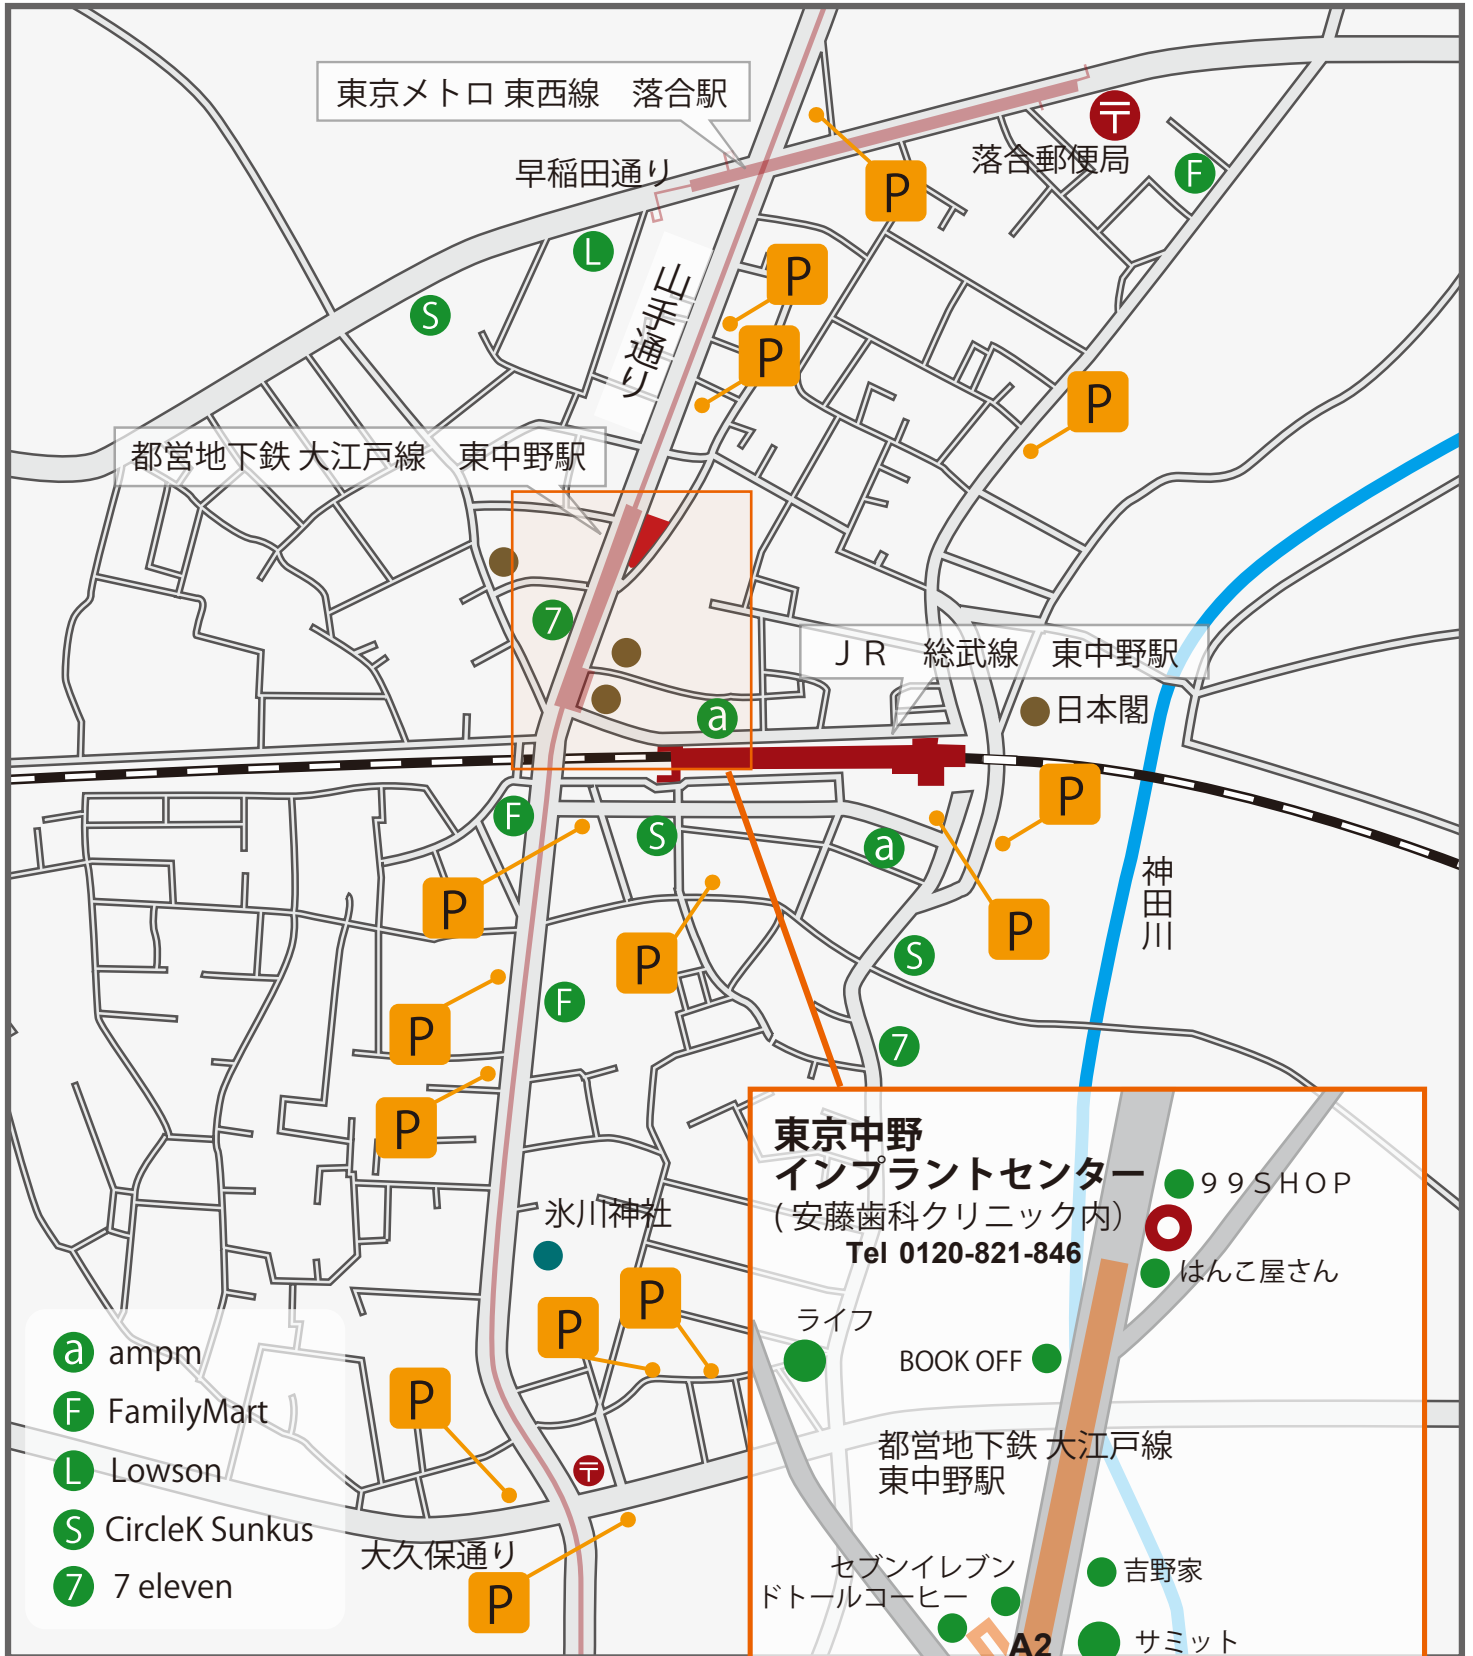 東京メトロ 東西線　落合駅
早稲田通り
〒
落合郵便局
F
P
L
山手通り
P
S
P
P
都営地下鉄 大江戸線　東中野駅
7
ＪＲ　総武線　東中野駅
日本閣
a
P
F
S
a
P
P
P
S
神田川
F
P
7
P
東京中野
インプラントセンター
( 安藤歯科クリニック内）
Tel 0120-821-846
９９ＳＨＯＰ
はんこ屋さん
氷川神社
P
P
ライフ
BOOK OFF
P
a ampm
F FamilyMart
L Lowson
S CircleK Sunkus
7 7 eleven
都営地下鉄 大江戸線
東中野駅
〒
大久保通り
P
セブンイレブン
ドトールコーヒー
吉野家
A2
サミット